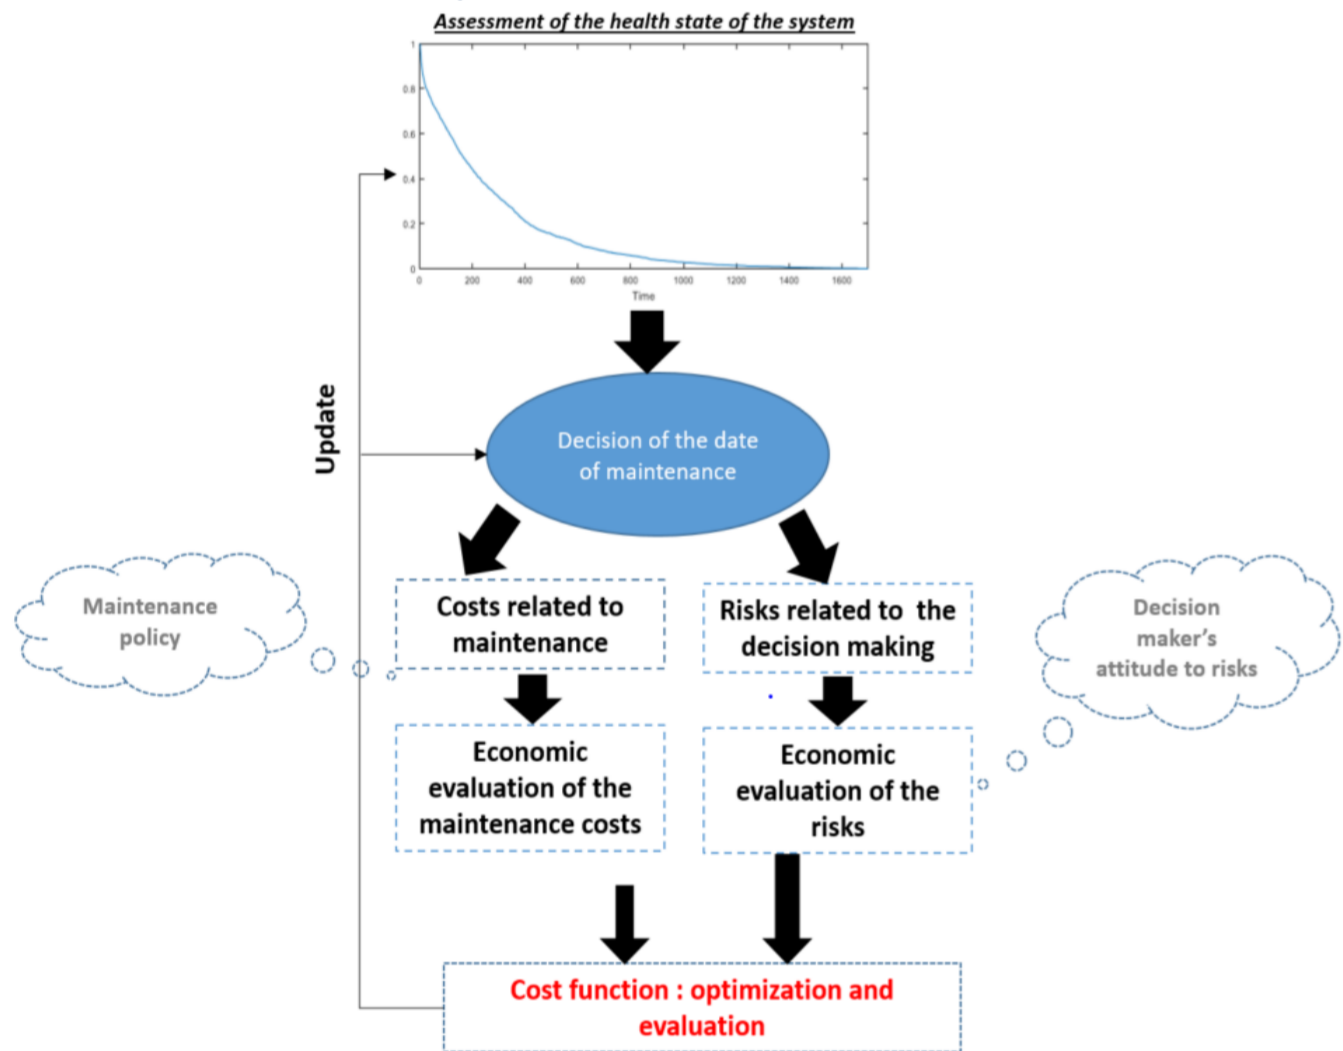 Assessment of the health state of the system
1
0.8
0.6
0.4
0.2
0
0 200 400 600 800 1000 1200 1400 1600
Time
Update
Decision of the date
of maintenance
Maintenance
policy
Costs related to
maintenance
Risks related to the
decision making
Decision
maker's
attitude to risks
Economic
evaluation of the
maintenance costs
Economic
evaluation of the
risks
Cost function : optimization and
evaluation